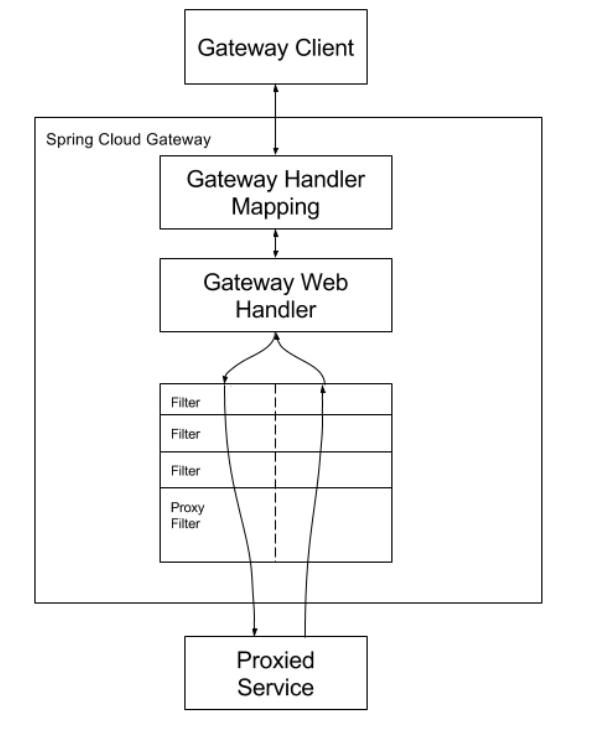 Gateway Client
Spring Cloud Gateway
Gateway Handler
Mapping
Gateway Web
Handler
Filter
Filter
Filter
Proxy
Filter
Proxied
Service